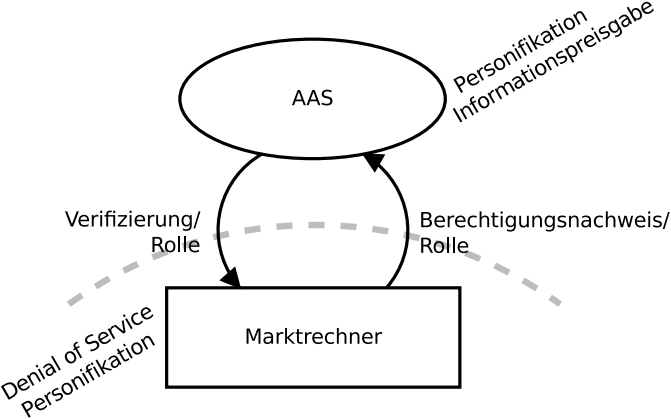 Personifikation
Informationspreisgabe
AAS
Verifizierung/
Rolle
Berechtigungsnachweis/
Rolle
Denial of Service
Personifikation
Marktrechner